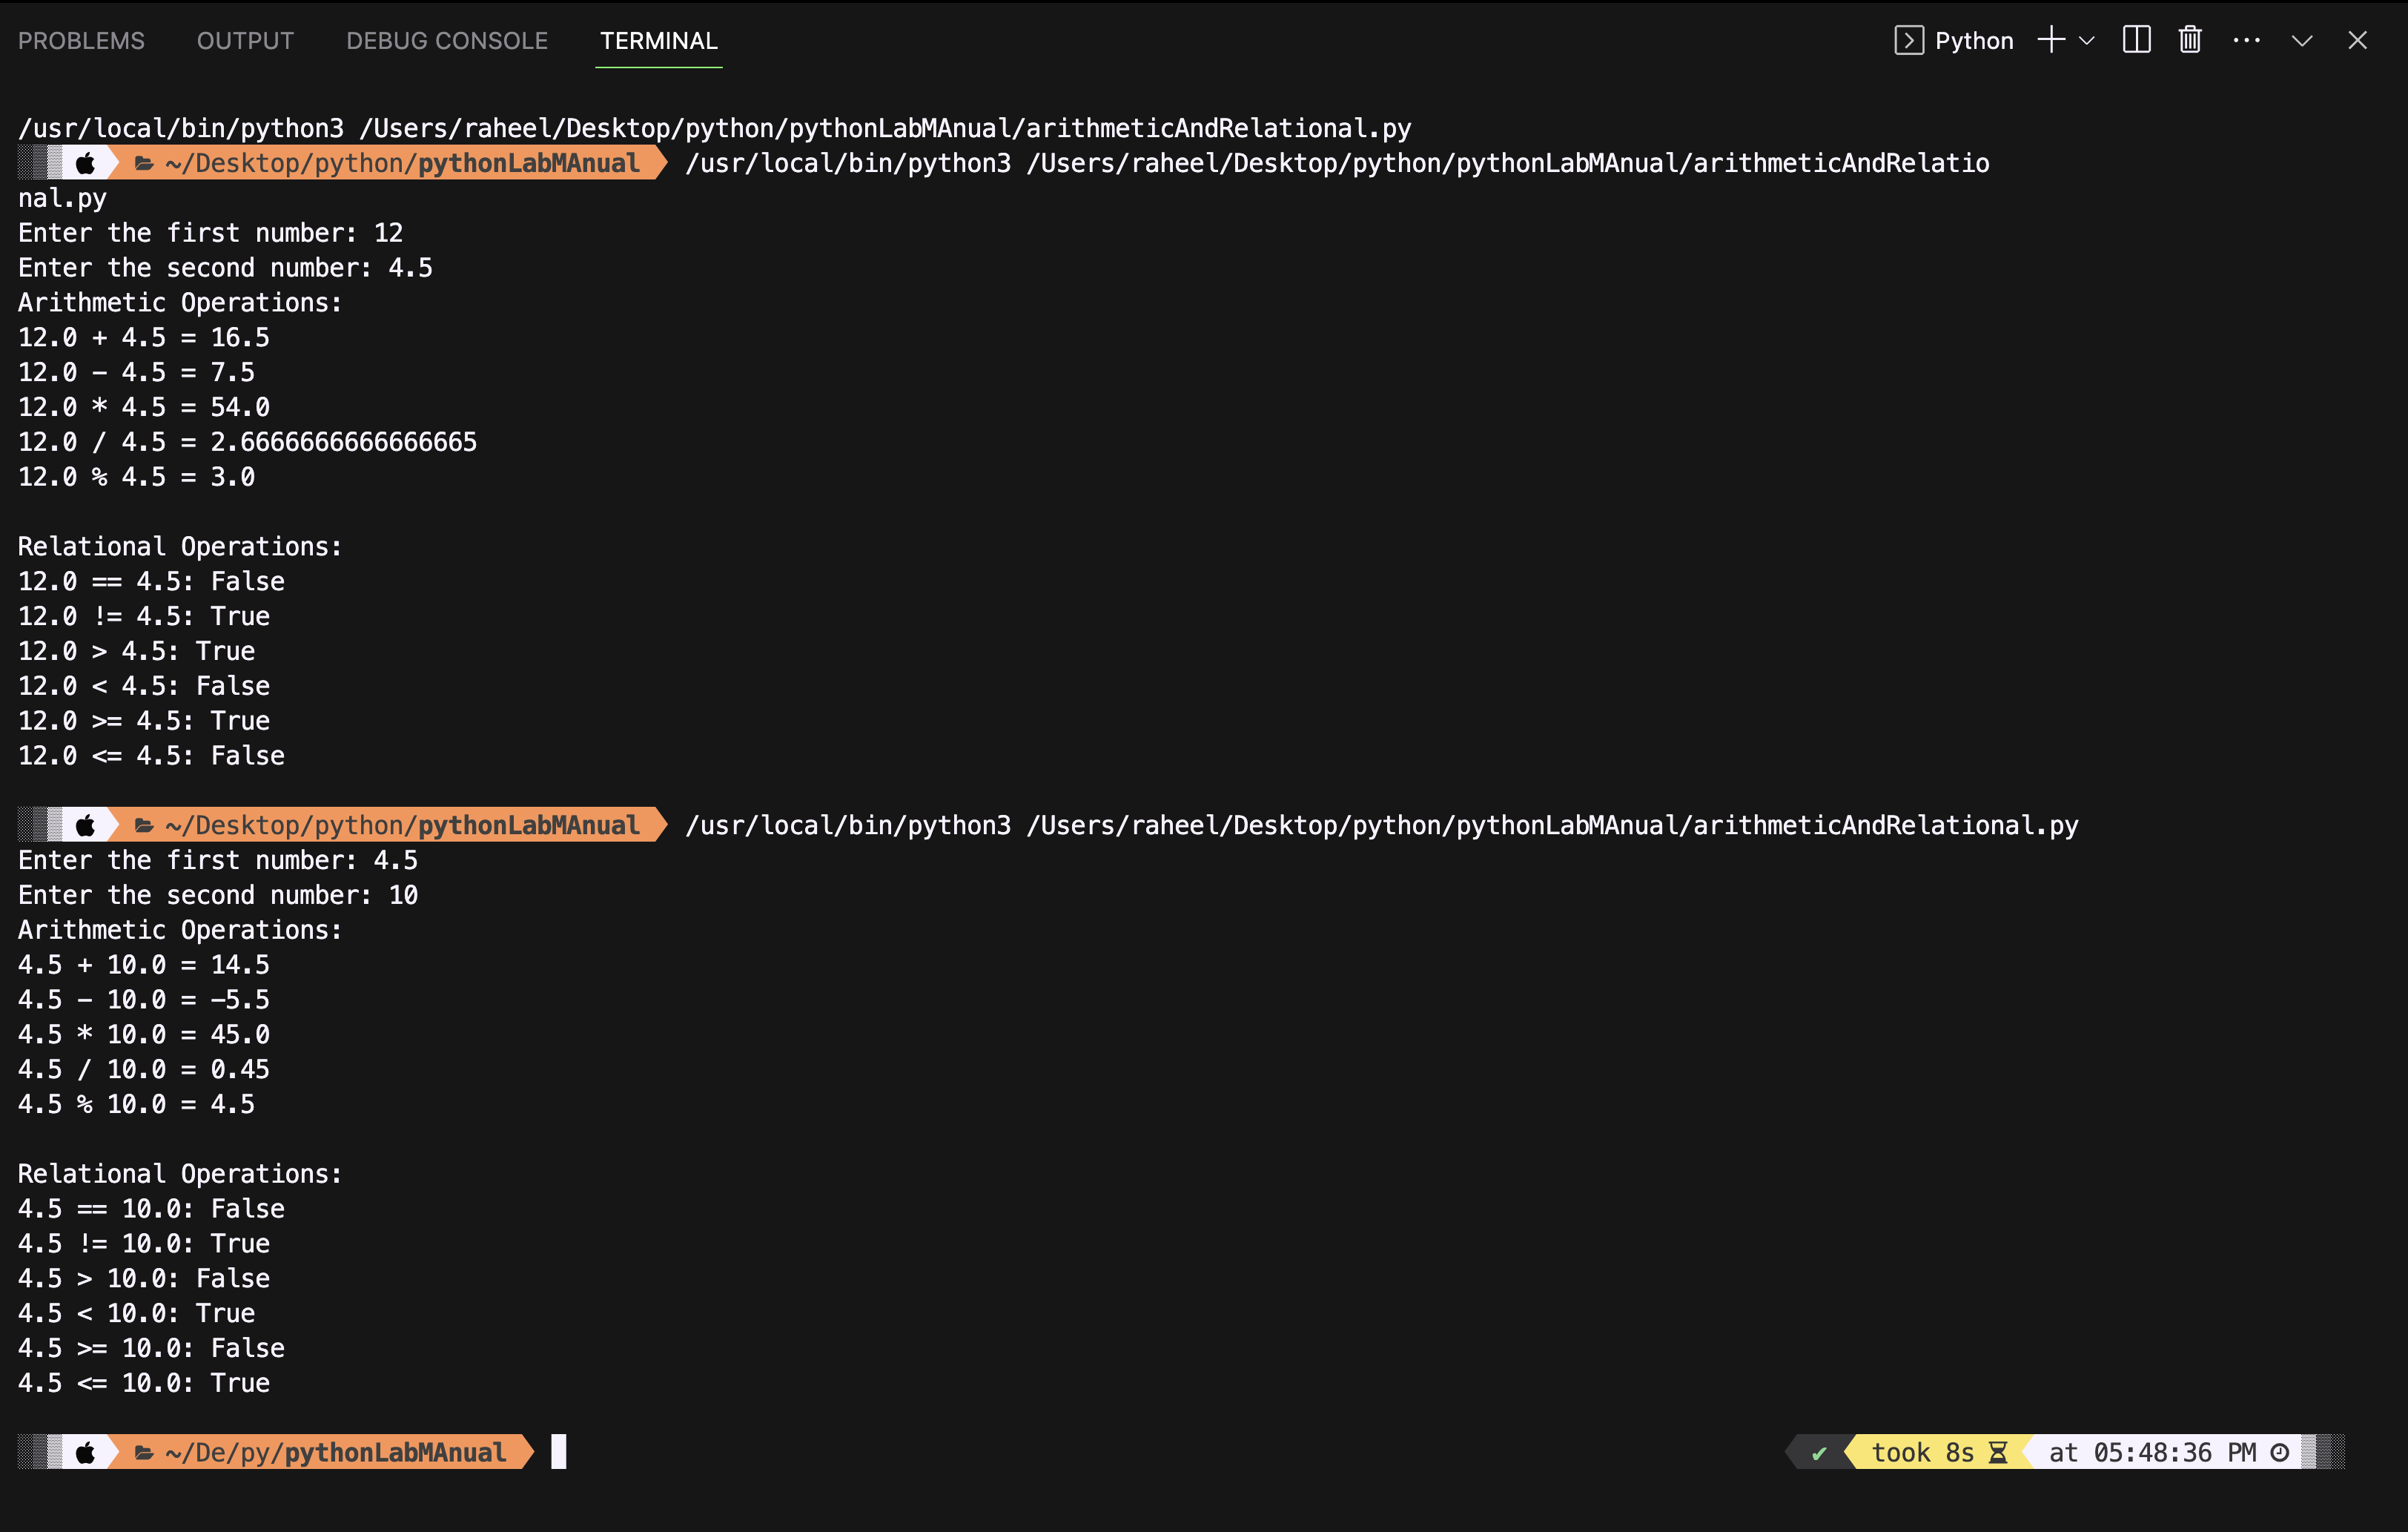 PROBLEMS OUTPUT DEBUG CONSOLE TERMINAL Python
/usr/local/bin/python3 /Users/raheel/Desktop/python/pythonLabMAnual/arithmeticAndRelational.py
~/Desktop/python/pythonLabMAnual /usr/local/bin/python3 /Users/raheel/Desktop/python/pythonLabMAnual/arithmeticAndRelatio
nal.py
Enter the first number: 12
Enter the second number: 4.5
Arithmetic Operations:
12.0 + 4.5 = 16.5
12.0 - 4.5 = 7.5
12.0 * 4.5 = 54.0
12.0 / 4.5 = 2.6666666666666665
12.0 % 4.5 = 3.0
Relational Operations:
12.0 == 4.5: False
12.0 != 4.5: True
12.0 > 4.5: True
12.0 < 4.5: False
12.0 >= 4.5: True
12.0 <= 4.5: False
~/Desktop/python/pythonLabMAnual /usr/local/bin/python3 /Users/raheel/Desktop/python/pythonLabMAnual/arithmeticAndRelational.py
Enter the first number: 4.5
Enter the second number: 10
Arithmetic Operations:
4.5 + 10.0 = 14.5
4.5 - 10.0 = -5.5
4.5 * 10.0 = 45.0
4.5 / 10.0 = 0.45
4.5 % 10.0 = 4.5
Relational Operations:
4.5 == 10.0: False
4.5 != 10.0: True
4.5 > 10.0: False
4.5 < 10.0: True
4.5 >= 10.0: False
4.5 <= 10.0: True
~/De/py/pythonLabMAnual ✔ took 8s at 05:48:36 PM